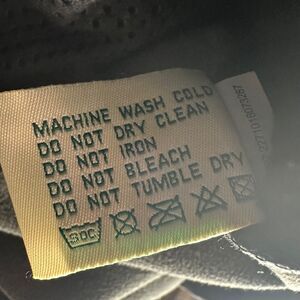 MACHINE WASH COLD
DO NOT DRY CLEAN
DO NOT IRON
DO NOT BLEACH
DO NOT TUMBLE DRY
30C